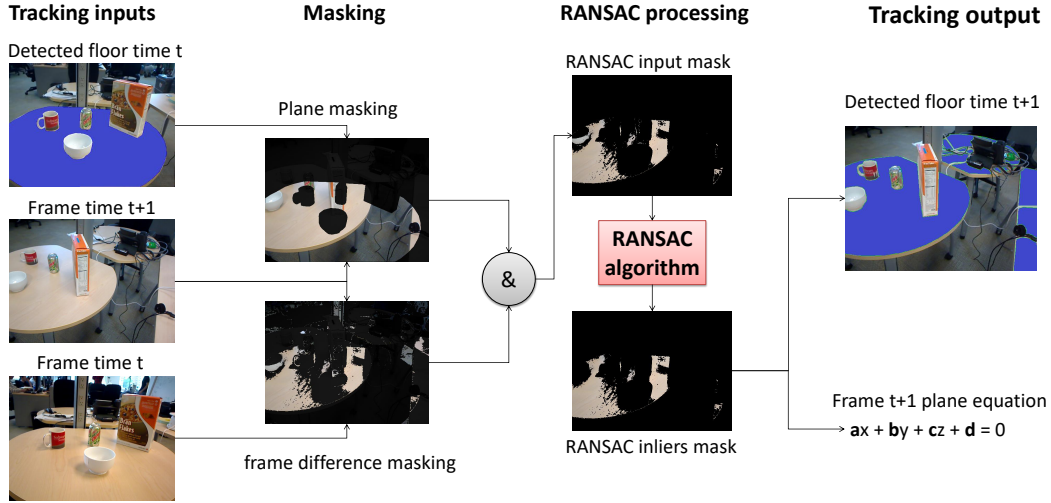 Tracking inputs
Masking
RANSAC processing
Tracking output
Detected floor time t
Plane masking
RANSAC input mask
Detected floor time t+1
Frame time t+1
RANSAC
algorithm
&
Frame time t
frame difference masking
RANSAC inliers mask
Frame t+1 plane equation
ax + by + cz + d = 0